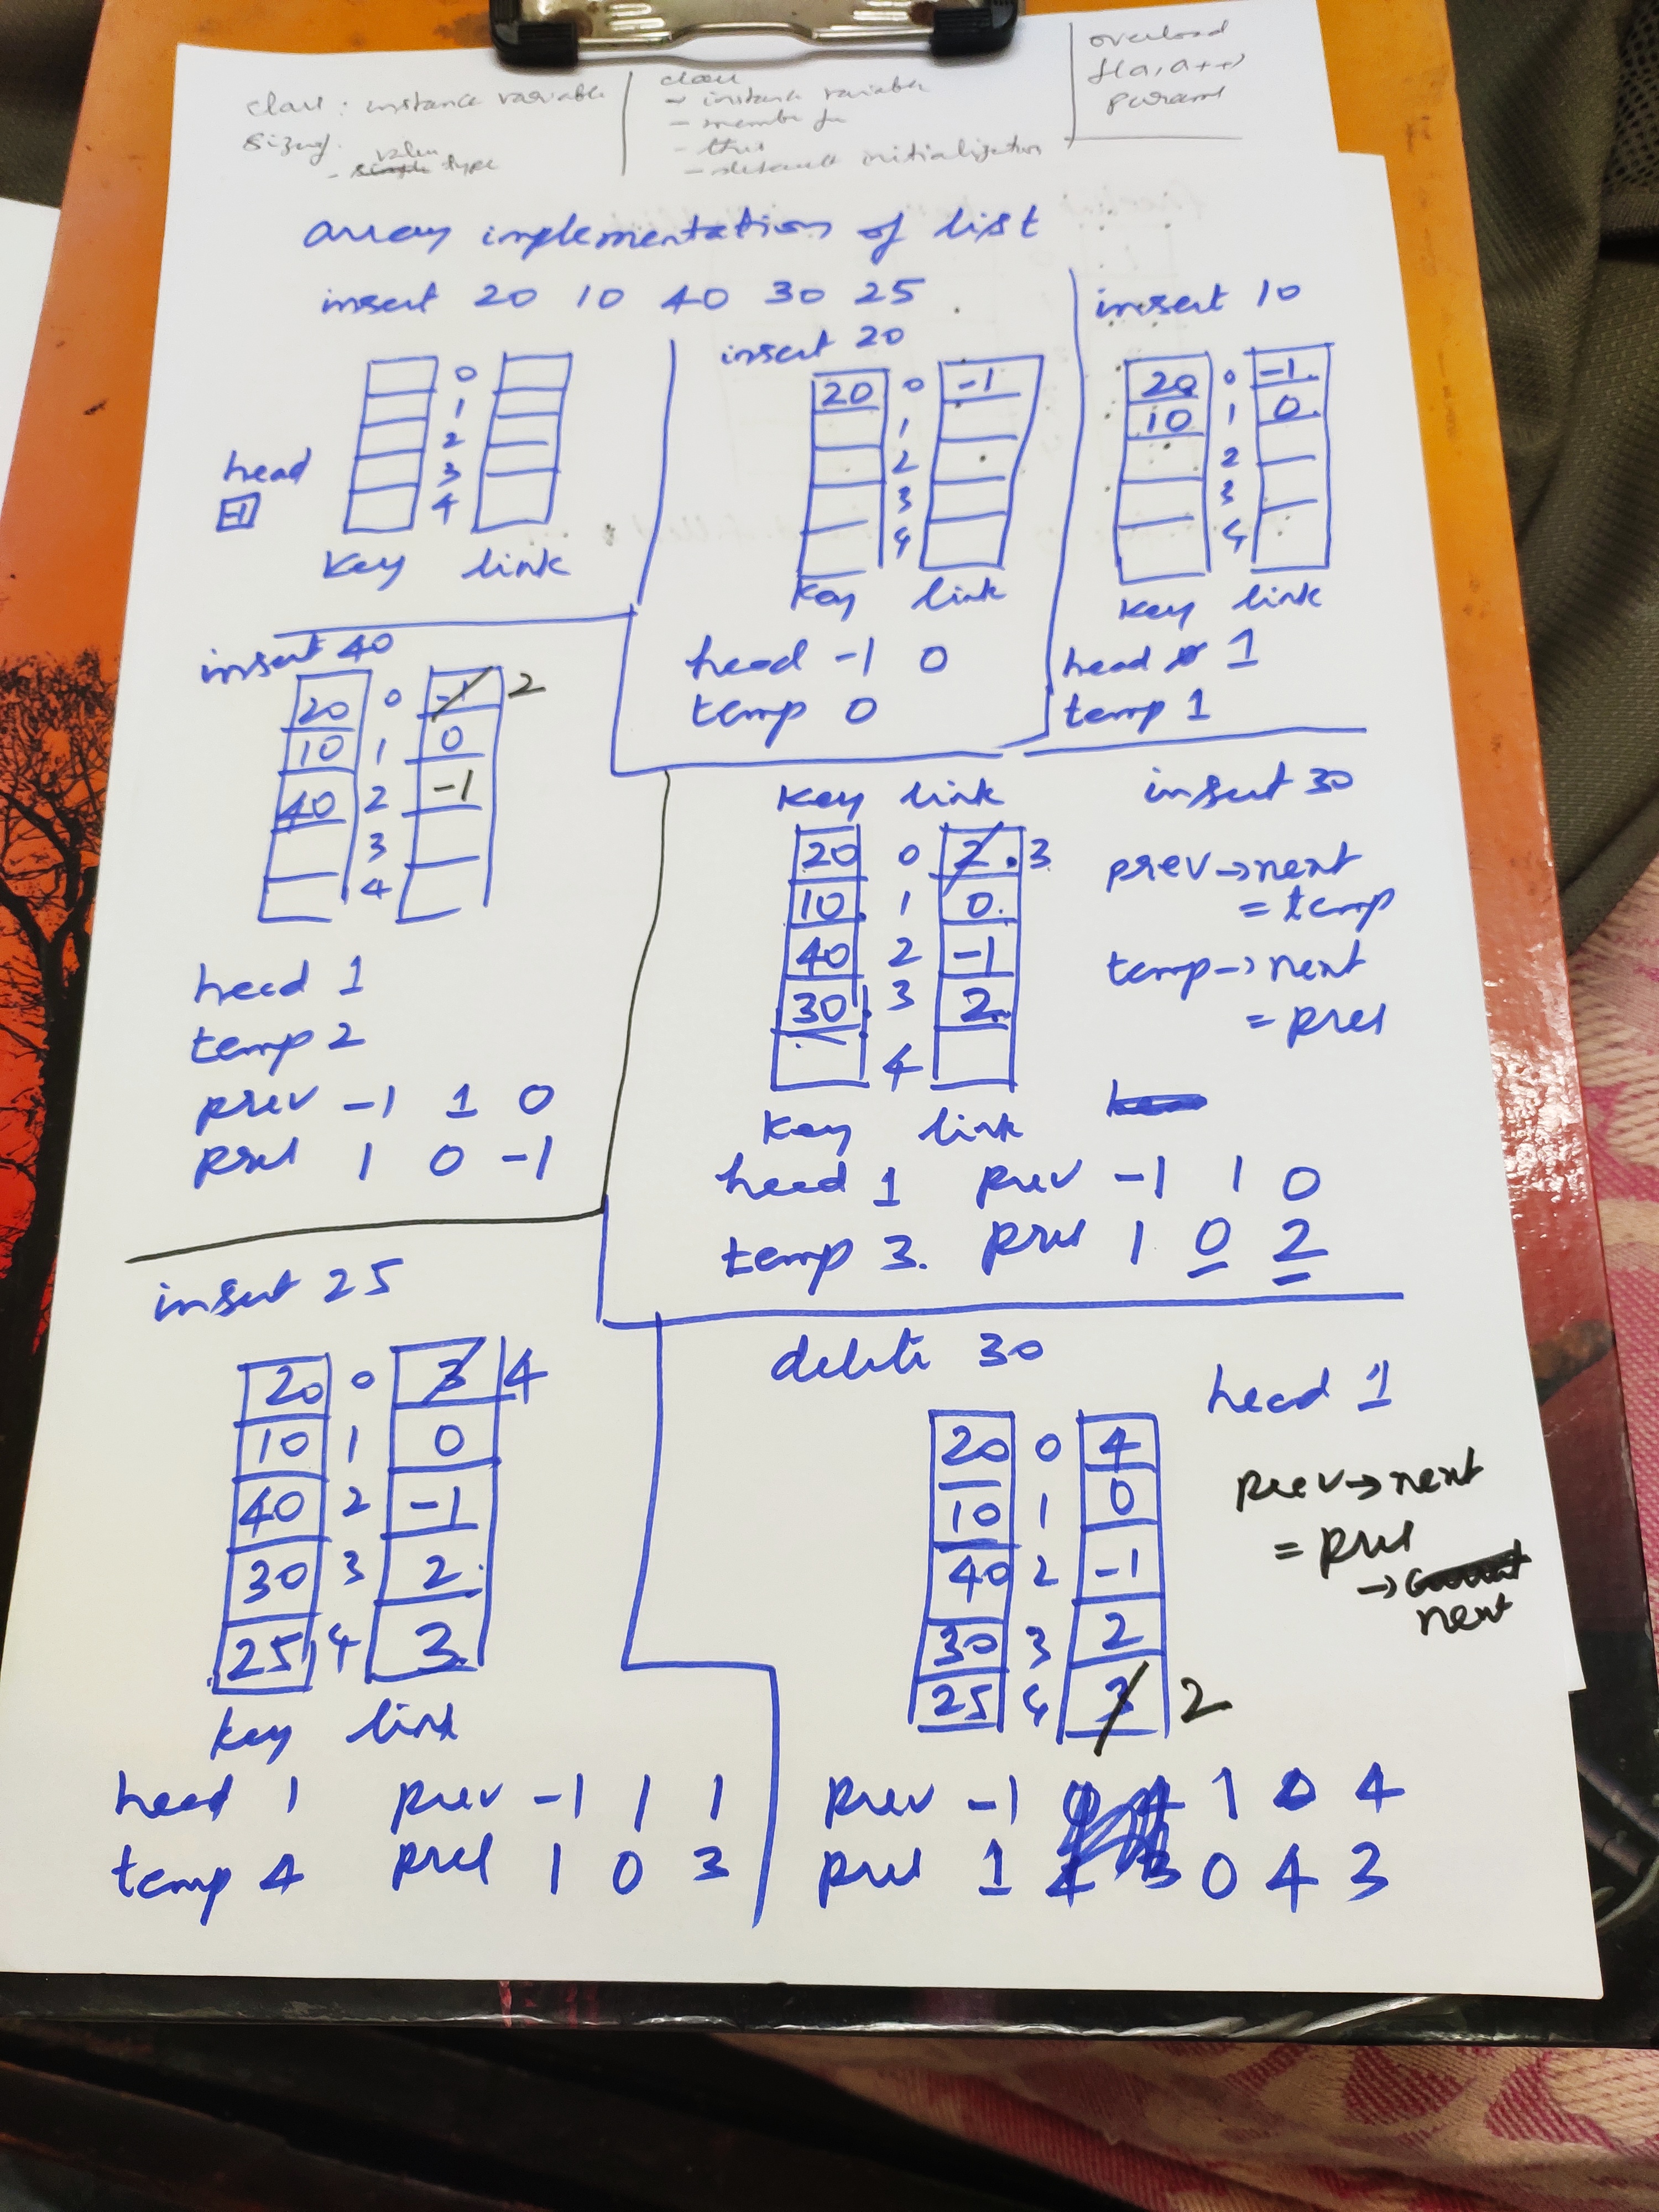 class : instance variable
sizeof
- simple value type
class
- instance variable
- member fn
- this
- default initialization
overload
f(a, a++)
param
array implementation of list
insert 20 10 40 30 25
0
1
2
3
4
head
-1
key link
insert 20
20 0 -1
1
2
3
4
key link
head -1 0
temp 0
insert 10
20 0 -1
10 1 0
2
3
4
key link
head 0 1
temp 1
insert 40
20 0 -1 2
10 1 0
40 2 -1
3
4
head 1
temp 2
prev -1 1 0
pres 1 0 -1
insert 30
key link
20 0 2 3
10 1 0
40 2 -1
30 3 2
4
key link
prev→next
= temp
temp→next
= pres
head 1 prev -1 1 0
temp 3. pres 1 0 2
insert 25
20 0 3 4
10 1 0
40 2 -1
30 3 2
25 4 3
key link
head 1 prev -1 1 1
temp 4 pres 1 0 3
delete 30
head 1
20 0 4
10 1 0
40 2 -1
30 3 2
25 4 3 2
prev→next
= pres
→
next
prev -1 1 0 4
pres 1 0 4 3